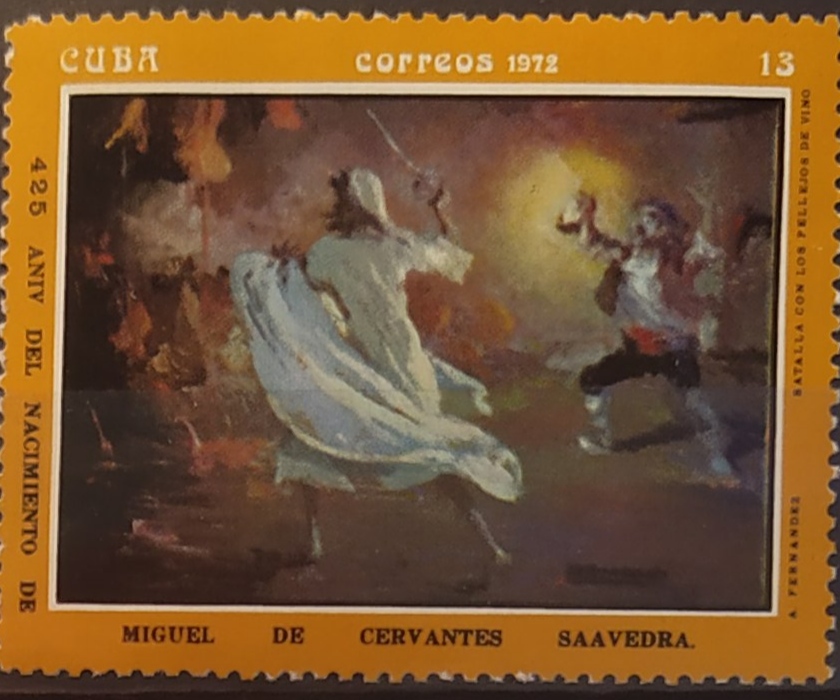 CUBA correos 1972 13
425 ANIV DEL NACIMIENTO DE
MIGUEL DE CERVANTES SAAVEDRA.
A. FERNANDEZ BATALLA CON LOS PELLEJOS DE VINO